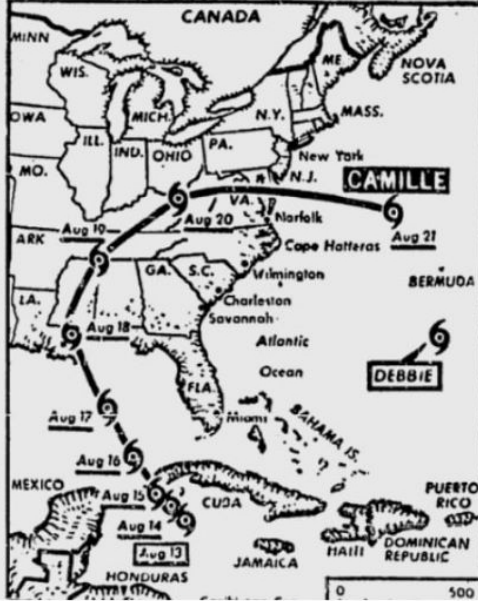 CANADA
MINN
ME.
NOVA
SCOTIA
WIS.
MICH.
N.Y.
MASS.
OWA
ILL.
IND.
OHIO
PA.
New York
N.J.
MO.
CAMILLE
VA.
Aug 19
Aug 20
Norfolk
Aug 21
ARK
Cape Hatteras
GA.
S.C.
Wilmington
BERMUDA
LA.
Charleston
Aug 18
Savannah
Atlantic
Ocean
DEBBIE
FLA.
Aug 17
Miami
BAHAMA IS.
Aug 16
MEXICO
Aug 15
CUBA
PUERTO
RICO
Aug 14
HAITI
DOMINICAN
REPUBLIC
Aug 13
JAMAICA
HONDURAS
0 500